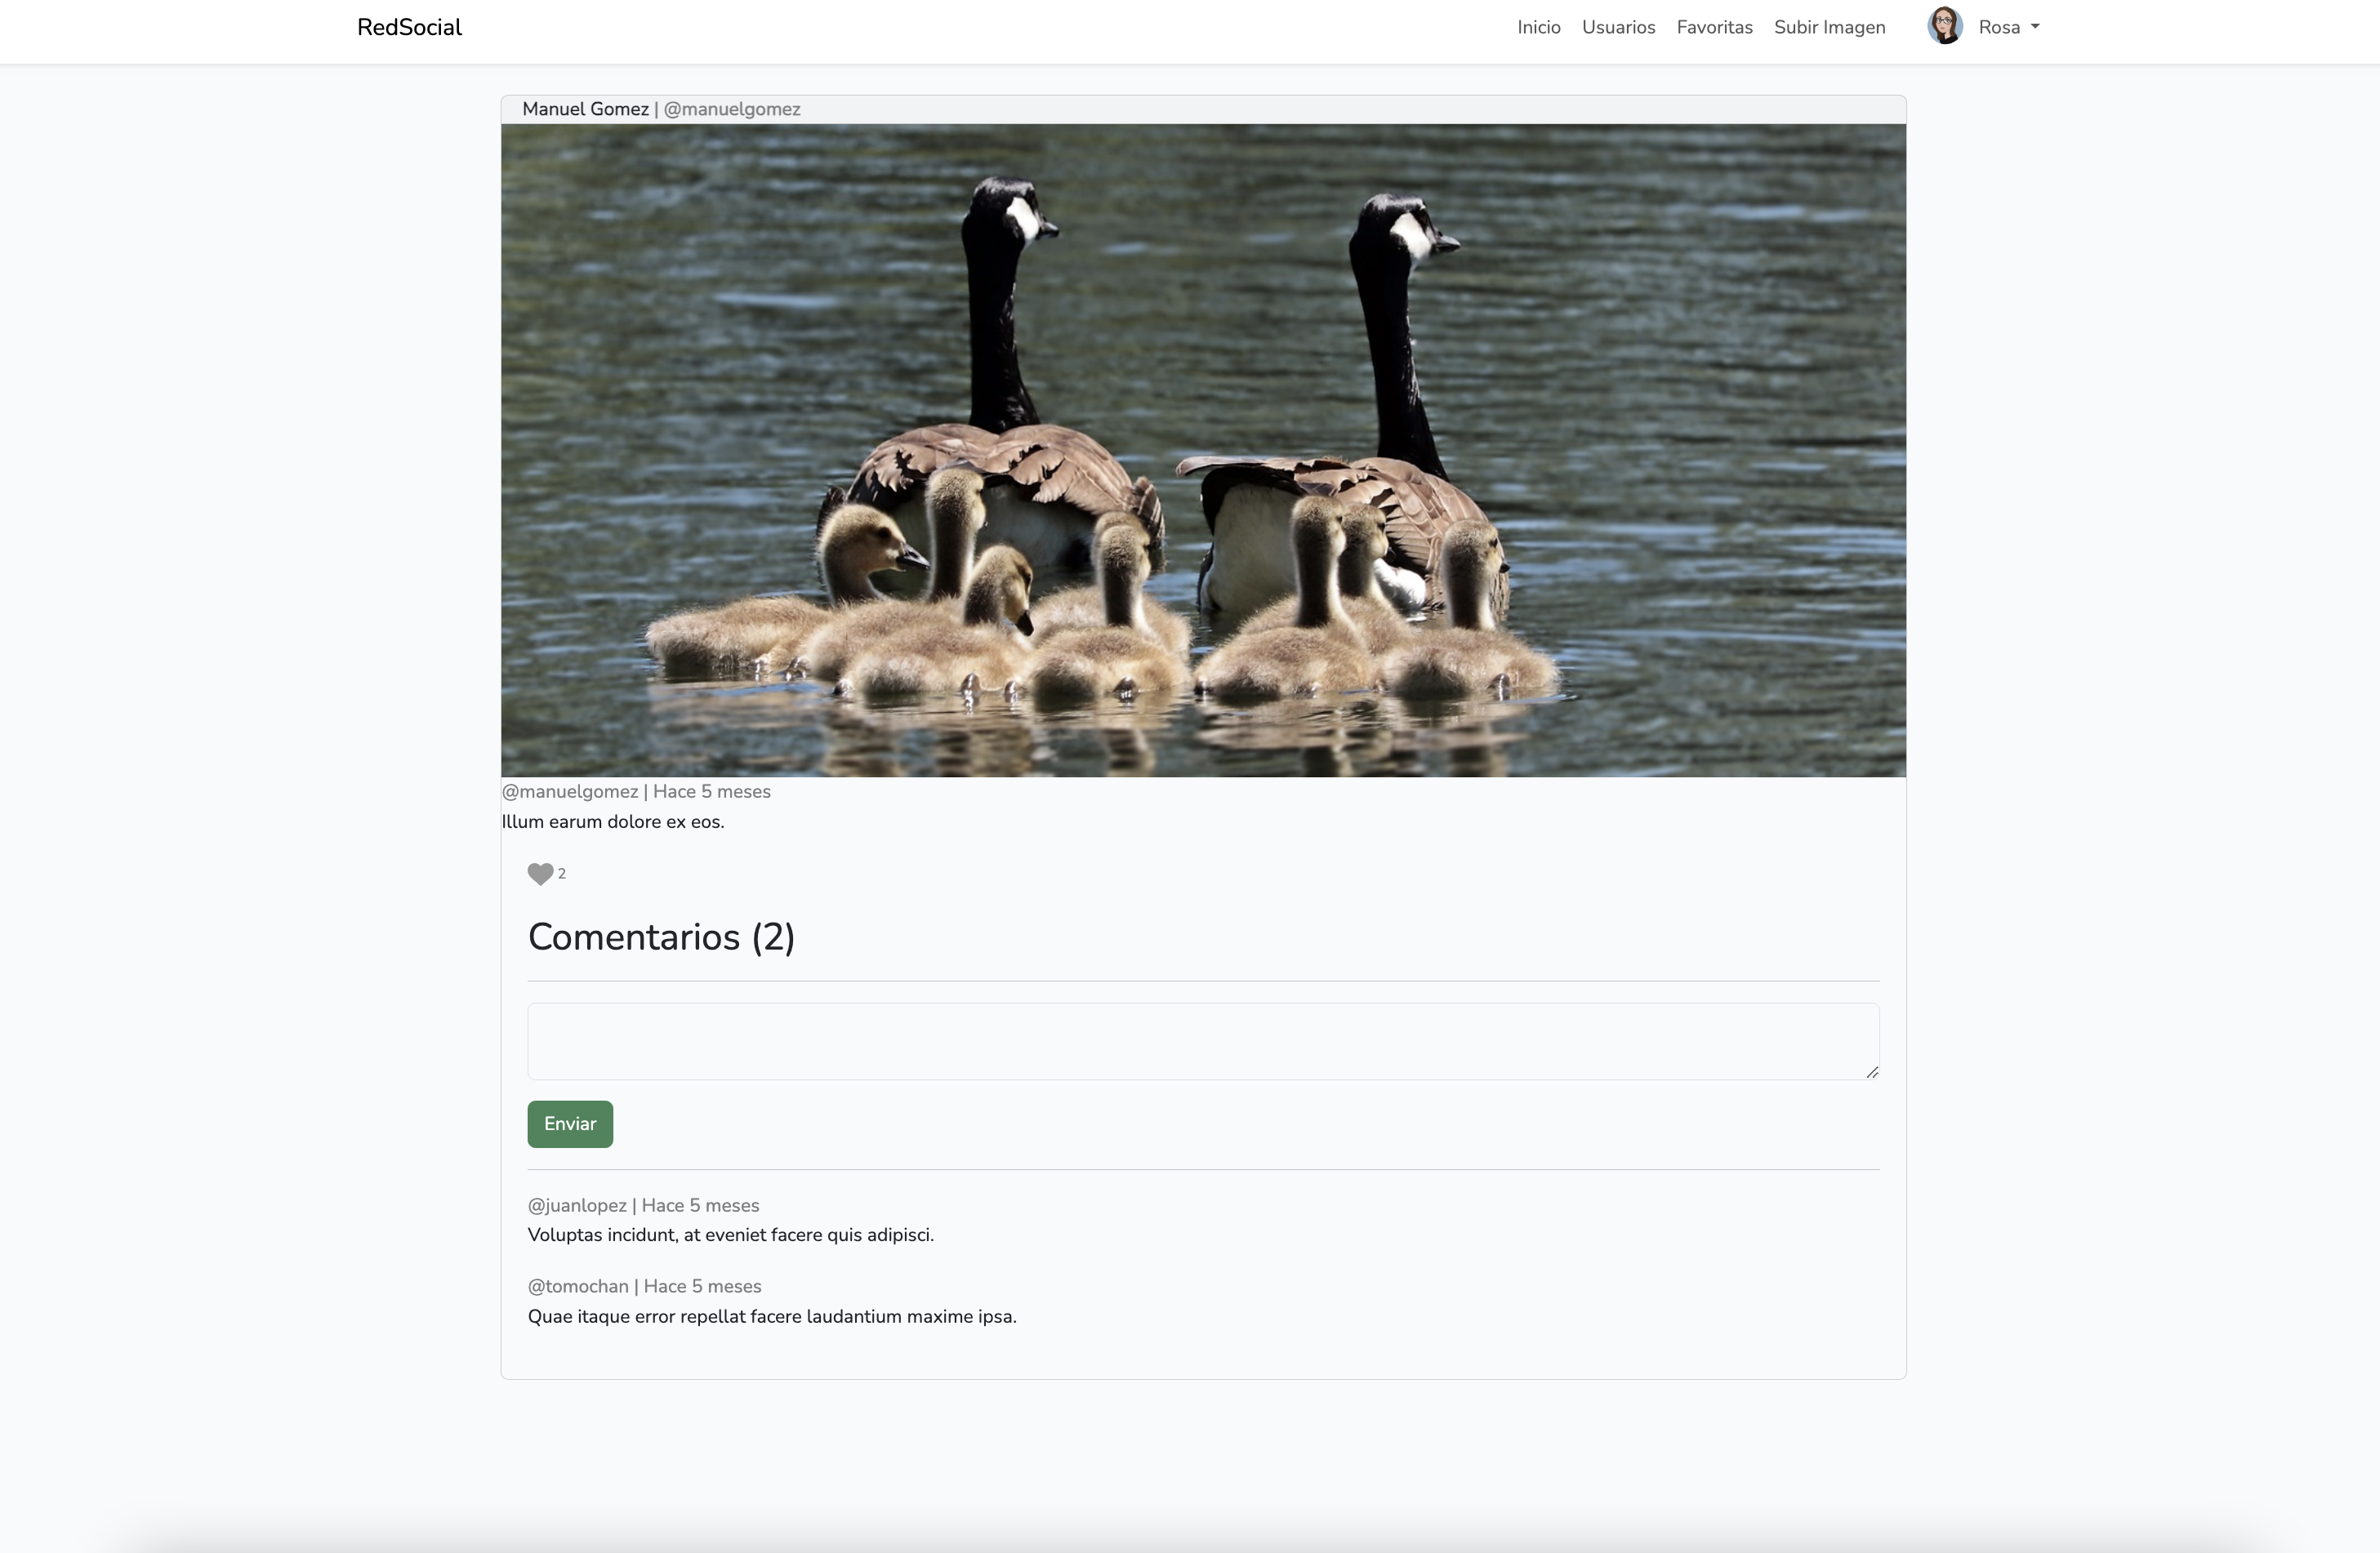 RedSocial
Inicio Usuarios Favoritas Subir Imagen Rosa
Manuel Gomez | @manuelgomez
@manuelgomez | Hace 5 meses
Illum earum dolore ex eos.
2
Comentarios (2)
Enviar
@juanlopez | Hace 5 meses
Voluptas incidunt, at eveniet facere quis adipisci.
@tomochan | Hace 5 meses
Quae itaque error repellat facere laudantium maxime ipsa.